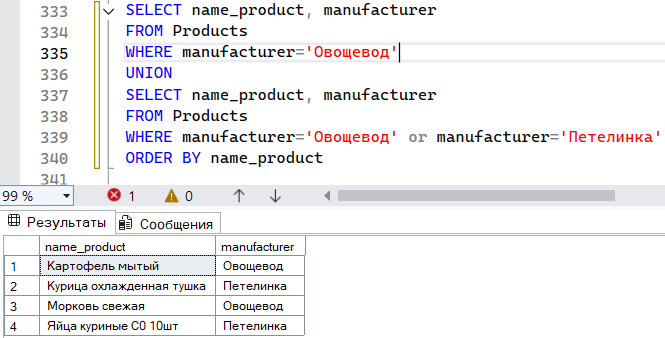 333 SELECT name_product, manufacturer
334 FROM Products
335 WHERE manufacturer='Овощевод'
336 UNION
337 SELECT name_product, manufacturer
338 FROM Products
339 WHERE manufacturer='Овощевод' or manufacturer='Петелинка'
340 ORDER BY name_product
341
99 % 1 0
Результаты Сообщения
name_product manufacturer
1 Картофель мытый Овощевод
2 Курица охлажденная тушка Петелинка
3 Морковь свежая Овощевод
4 Яйца куриные С0 10шт Петелинка